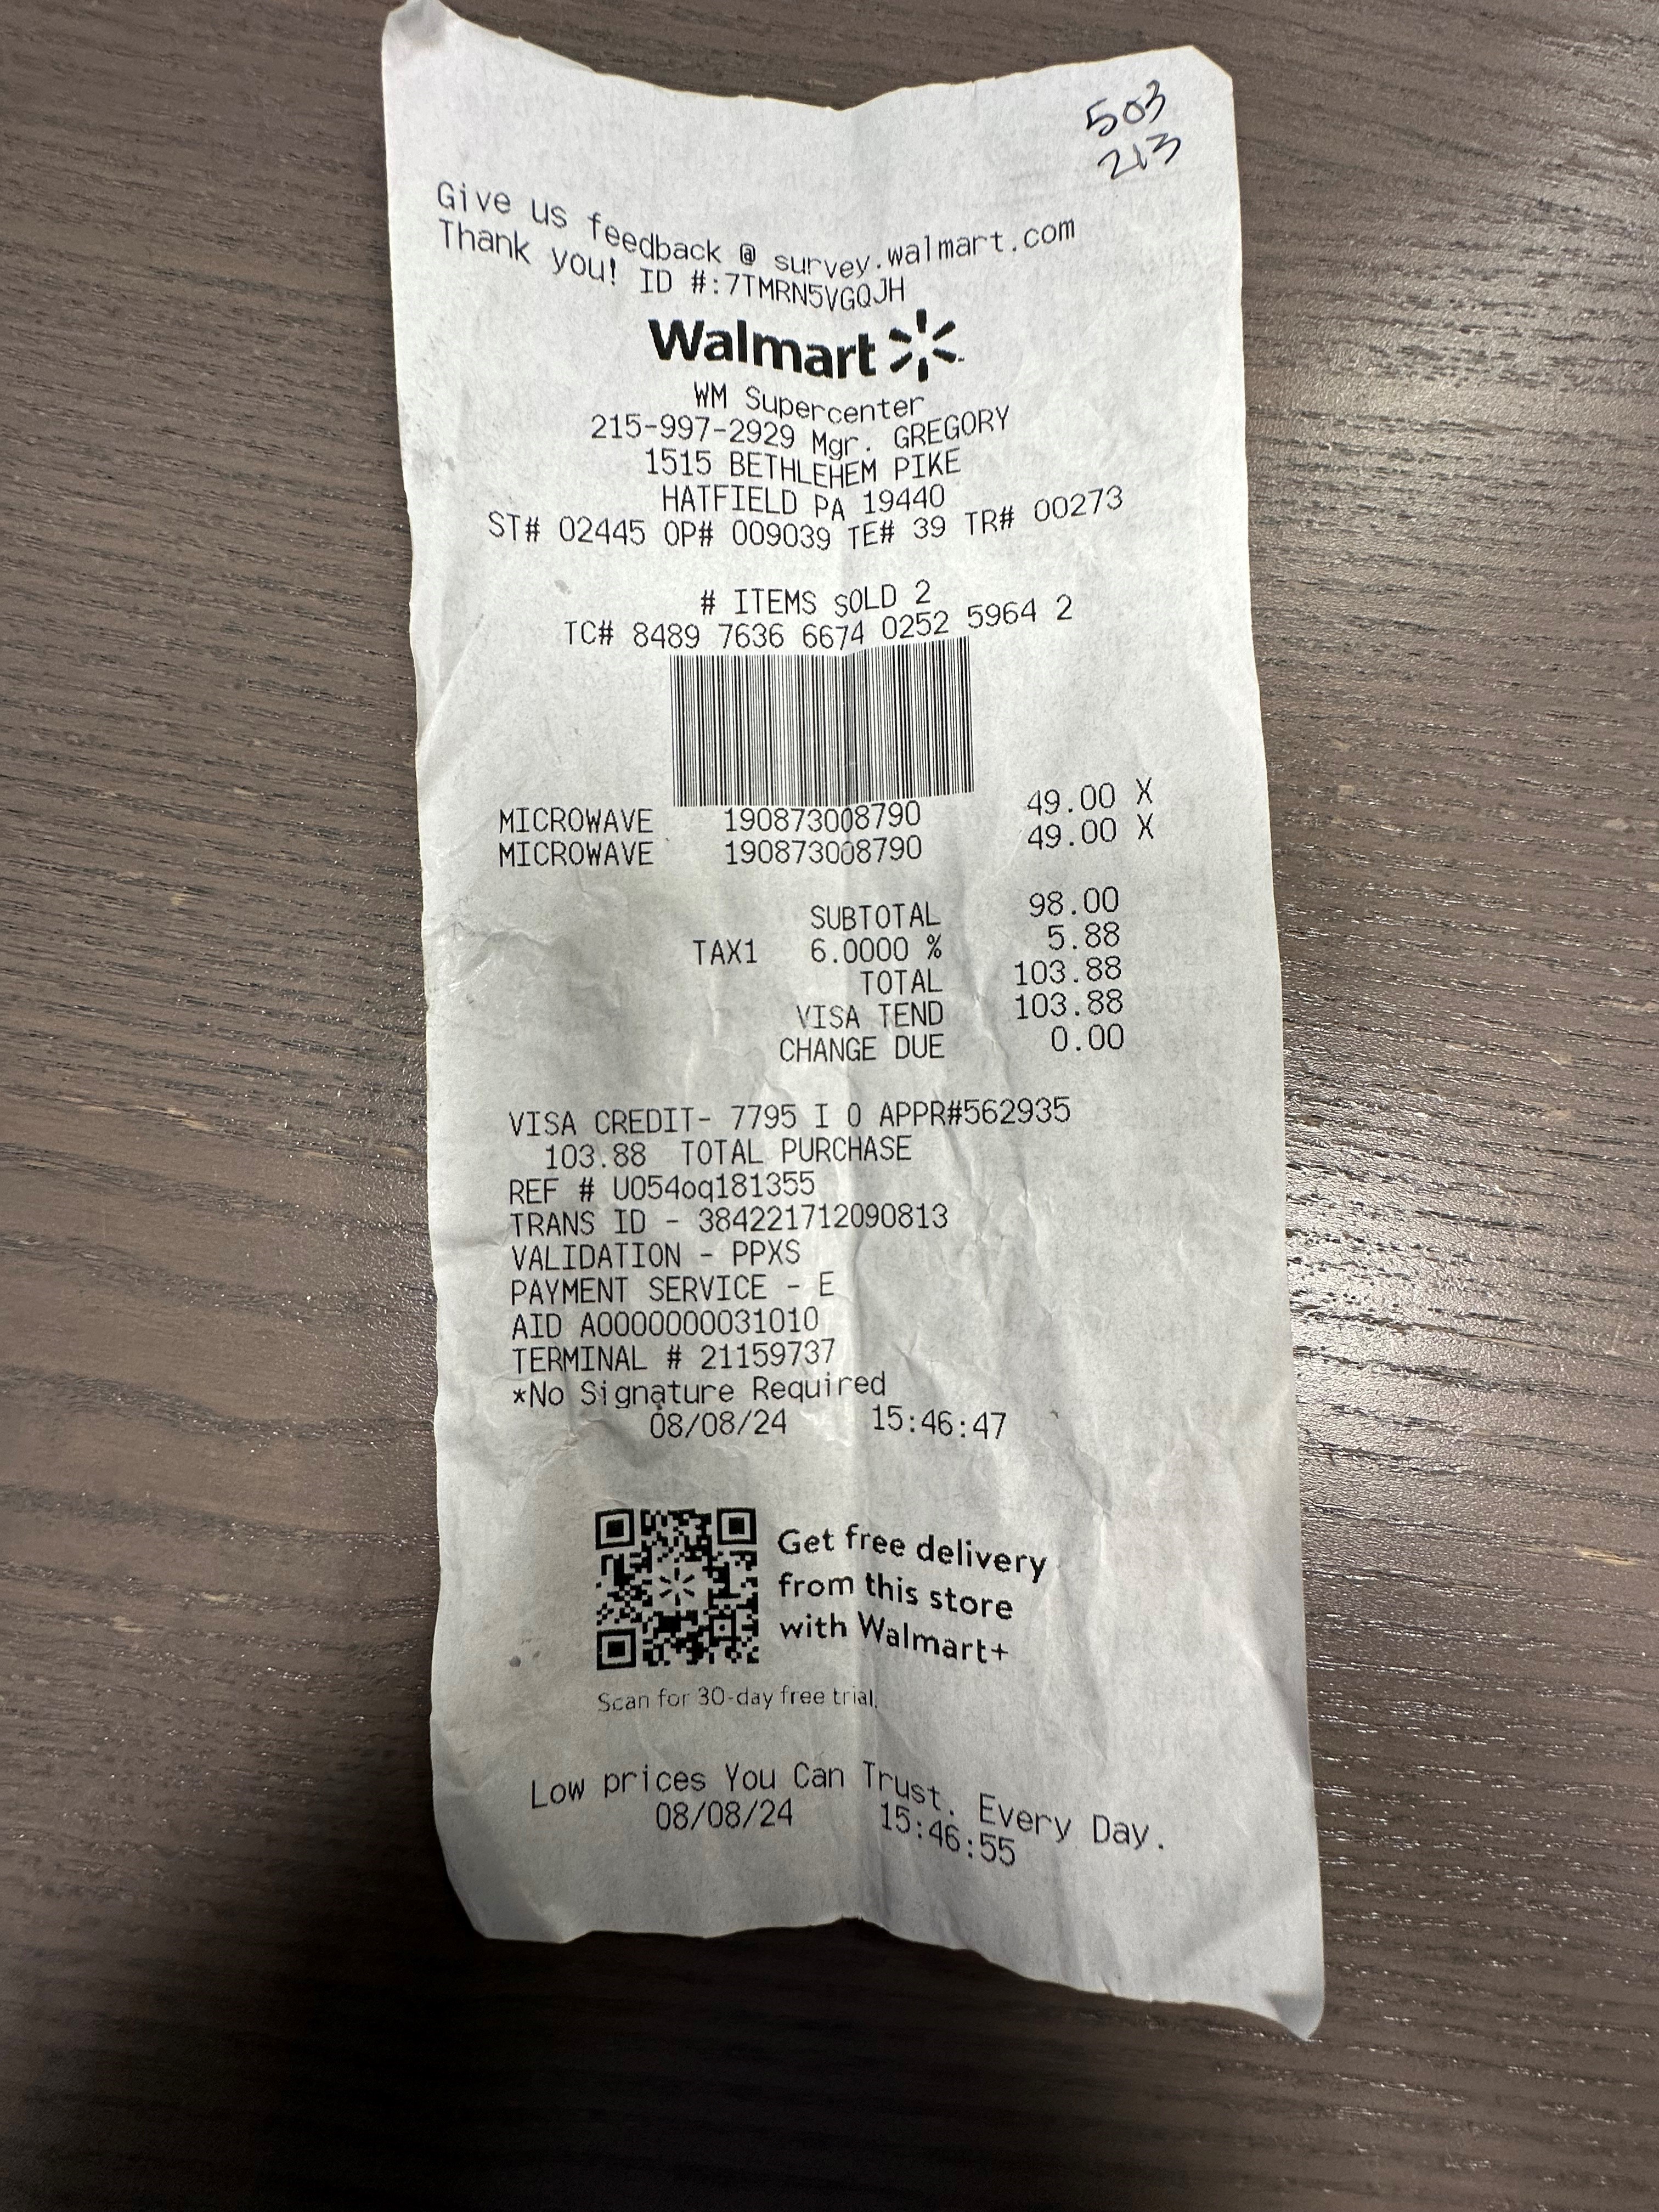 503
213
Give us feedback @ survey.walmart.com
Thank you! ID #:7TMRN5VGQJH
Walmart
WM Supercenter
215-997-2929 Mgr. GREGORY
1515 BETHLEHEM PIKE
HATFIELD PA 19440
ST# 02445 OP# 009039 TE# 39 TR# 00273
# ITEMS SOLD 2
TC# 8489 7636 6674 0252 5964 2
MICROWAVE 190873008790 49.00 X
MICROWAVE 190873008790 49.00 X
SUBTOTAL 98.00
TAX1 6.0000 % 5.88
TOTAL 103.88
VISA TEND 103.88
CHANGE DUE 0.00
VISA CREDIT- 7795 I 0 APPR#562935
103.88 TOTAL PURCHASE
REF # U054oq181355
TRANS ID - 384221712090813
VALIDATION - PPXS
PAYMENT SERVICE - E
AID A0000000031010
TERMINAL # 21159737
*No Signature Required
08/08/24 15:46:47
Get free delivery
from this store
with Walmart+
Scan for 30-day free trial.
Low prices You Can Trust. Every Day.
08/08/24 15:46:55